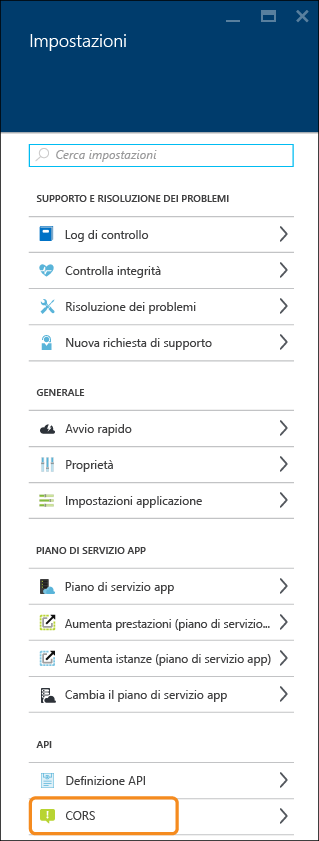 Impostazioni
Cerca impostazioni
SUPPORTO E RISOLUZIONE DEI PROBLEMI
Log di controllo
Controlla integrità
Risoluzione dei problemi
Nuova richiesta di supporto
GENERALE
Avvio rapido
Proprietà
Impostazioni applicazione
PIANO DI SERVIZIO APP
Piano di servizio app
Aumenta prestazioni (piano di servizio...
Aumenta istanze (piano di servizio app)
Cambia il piano di servizio app
API
Definizione API
CORS